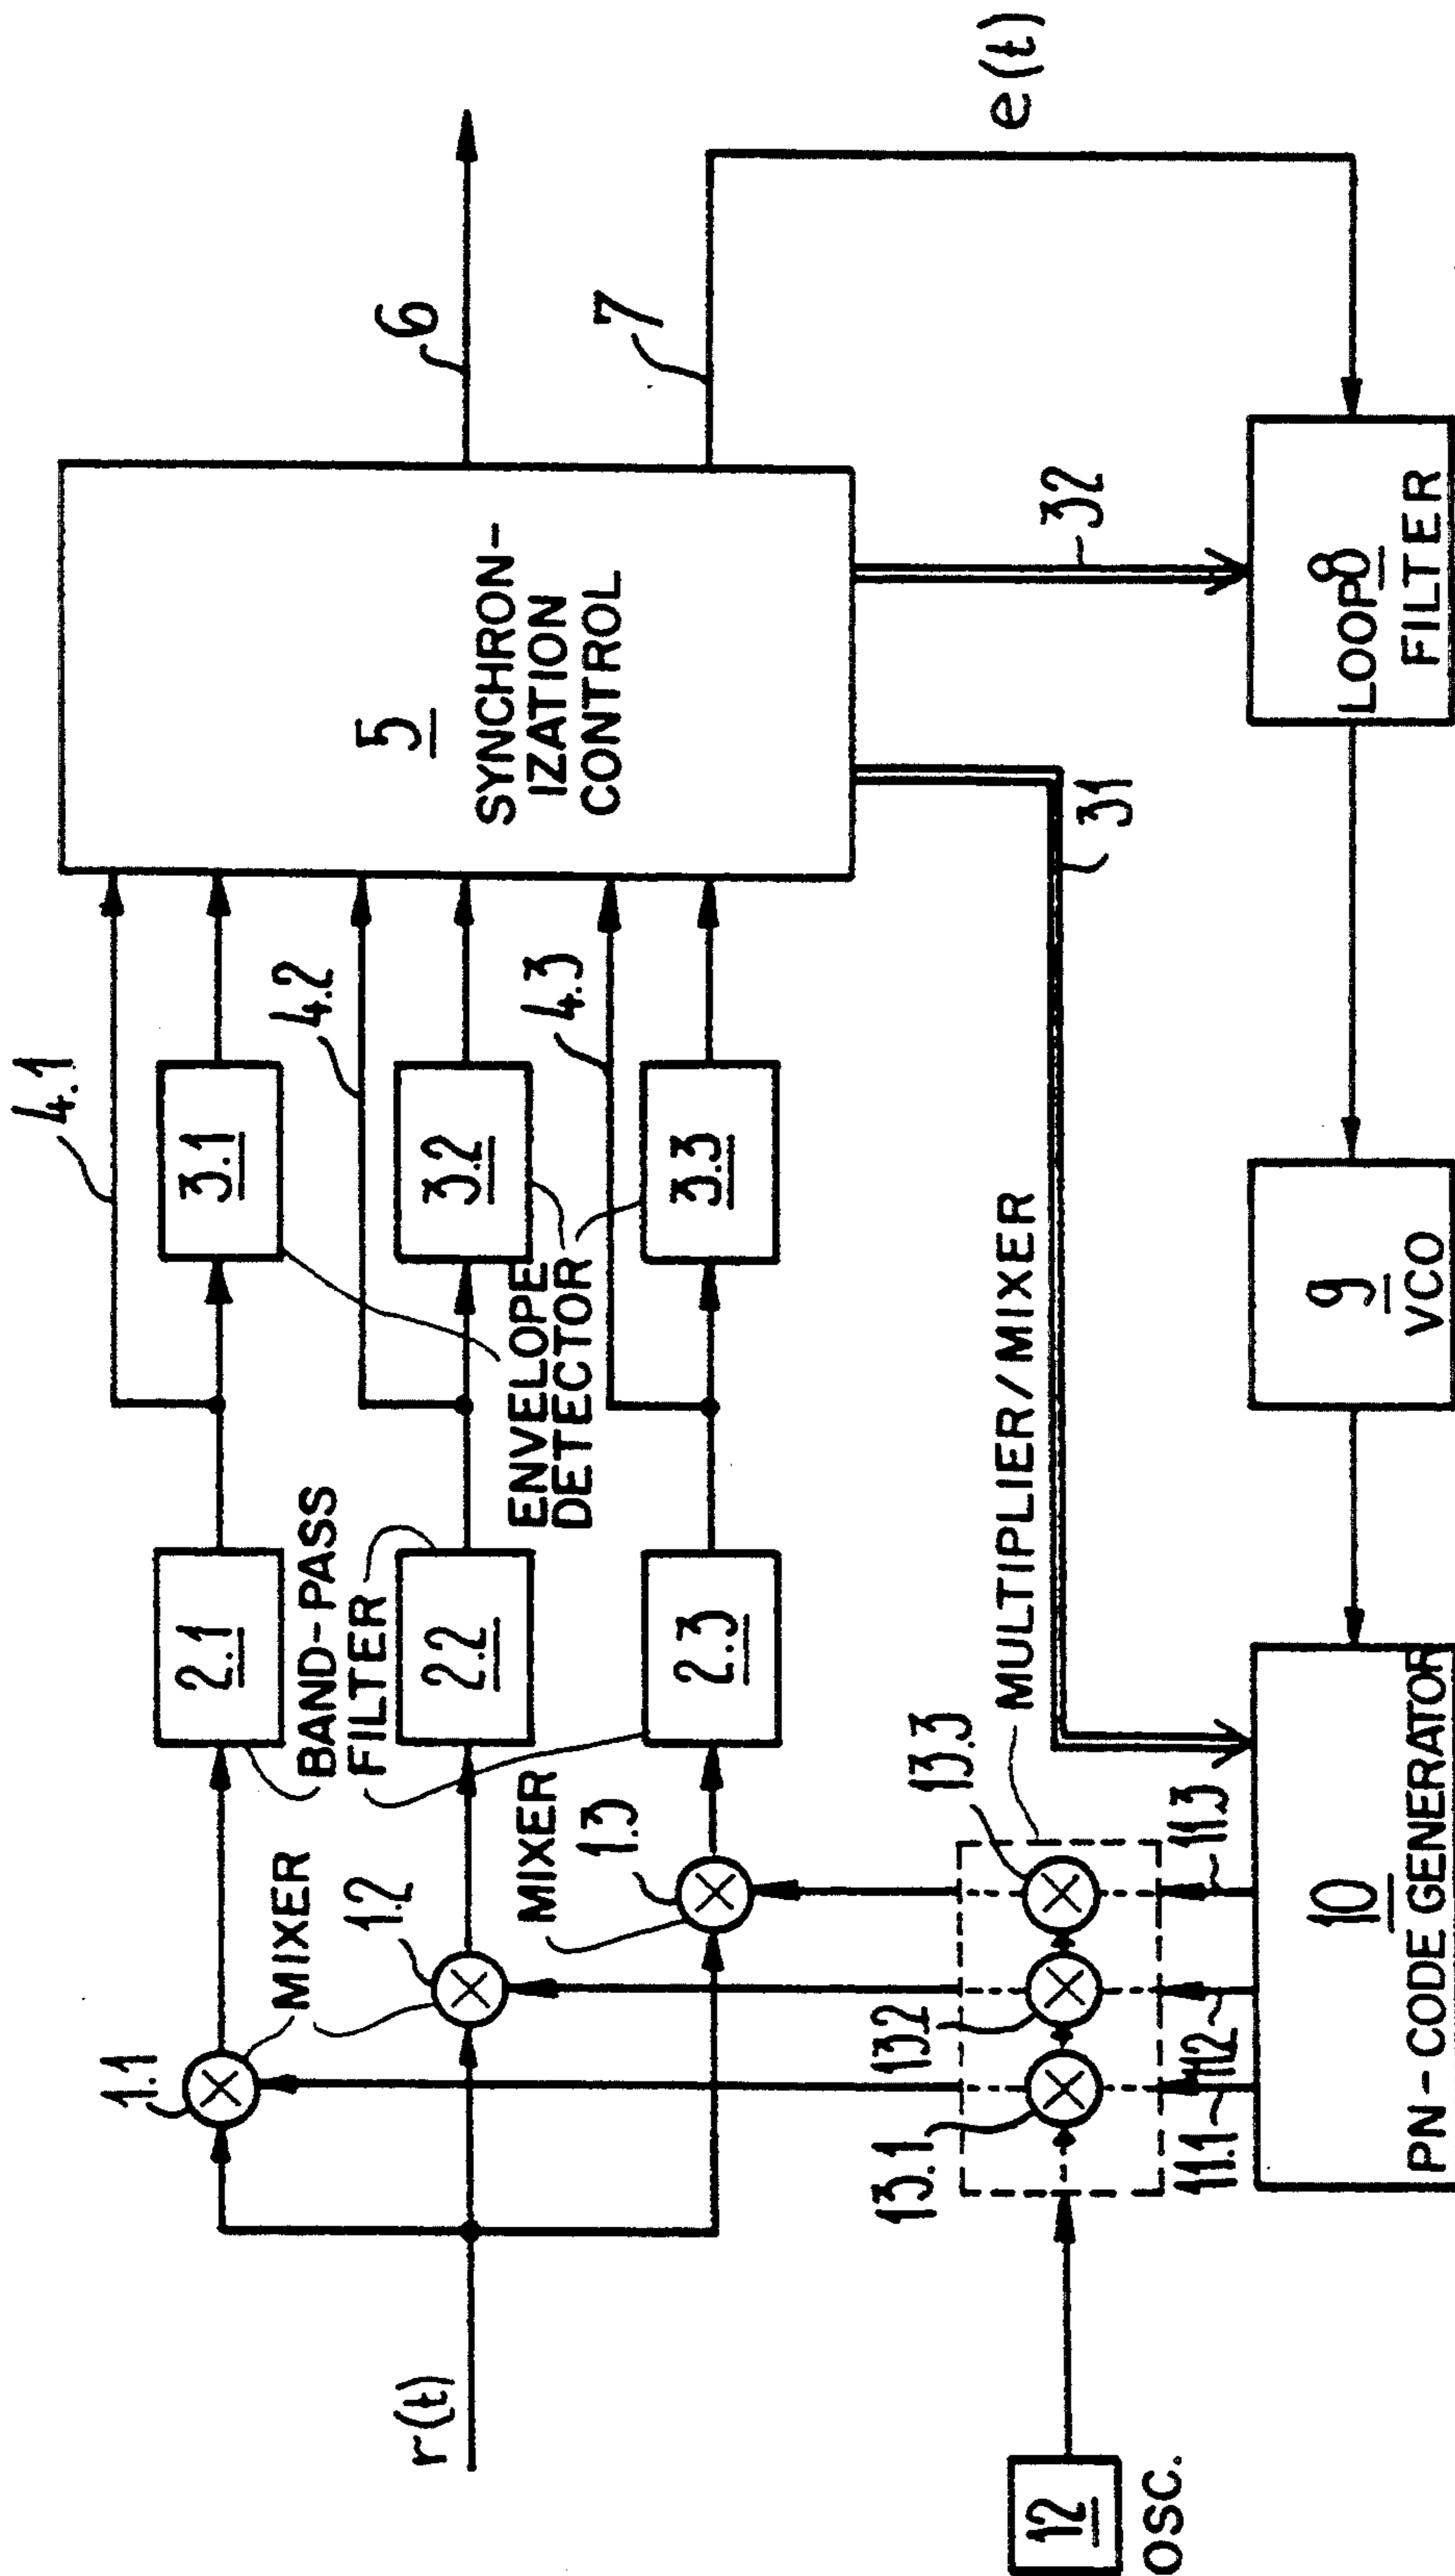 4.1
6
3.1
2.1
1.1
MIXER
BAND-PASS
FILTER
4.2
5
SYNCHRON-
IZATION
CONTROL
r(t)
1.2
2.2
3.2
ENVELOPE
DETECTOR
4.3
7
e(t)
MIXER
1.3
2.3
3.3
13.1
13.2
13.3
MULTIPLIER/MIXER
31
32
12
OSC.
11.1
11.2
11.3
10
PN-CODE GENERATOR
9
VCO
LOOP 8
FILTER